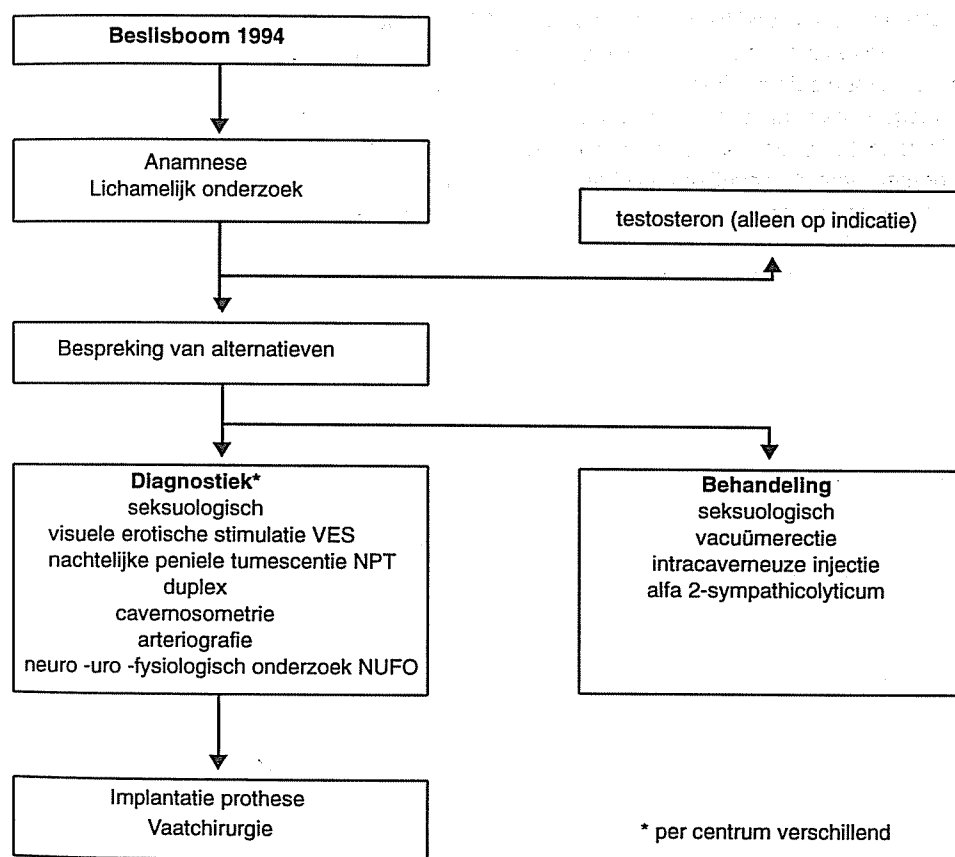 Beslisboom 1994
Anamnese
Lichamelijk onderzoek
testosteron (alleen op indicatie)
Bespreking van alternatieven
Diagnostiek*
seksuologisch
visuele erotische stimulatie VES
nachtelijke peniele tumescentie NPT
duplex
cavernosometrie
arteriografie
neuro -uro -fysiologisch onderzoek NUFO
Behandeling
seksuologisch
vacuümerectie
intracaverneuze injectie
alfa 2-sympathicolyticum
Implantatie prothese
Vaatchirurgie
* per centrum verschillend